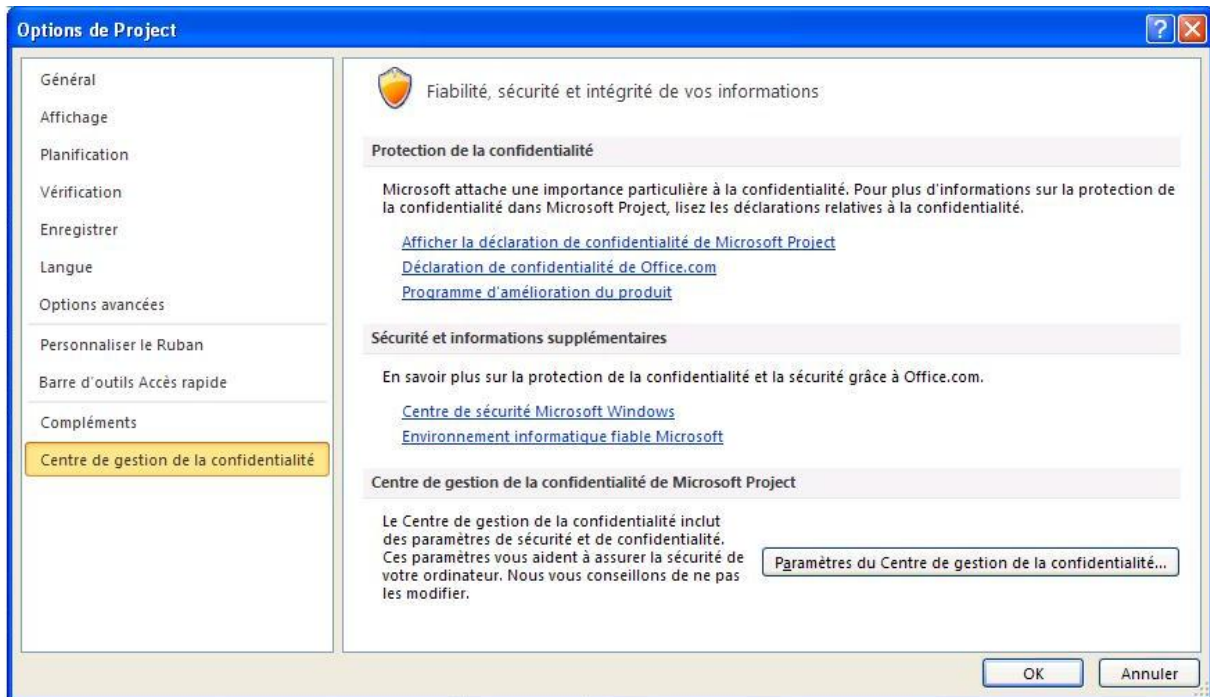 Options de Project
Général
Affichage
Planification
Vérification
Enregistrer
Langue
Options avancées
Personnaliser le Ruban
Barre d'outils Accès rapide
Compléments
Centre de gestion de la confidentialité
Fiabilité, sécurité et intégrité de vos informations
Protection de la confidentialité
Microsoft attache une importance particulière à la confidentialité. Pour plus d'informations sur la protection de
la confidentialité dans Microsoft Project, lisez les déclarations relatives à la confidentialité.
Afficher la déclaration de confidentialité de Microsoft Project
Déclaration de confidentialité de Office.com
Programme d'amélioration du produit
Sécurité et informations supplémentaires
En savoir plus sur la protection de la confidentialité et la sécurité grâce à Office.com.
Centre de sécurité Microsoft Windows
Environnement informatique fiable Microsoft
Centre de gestion de la confidentialité de Microsoft Project
Le Centre de gestion de la confidentialité inclut
des paramètres de sécurité et de confidentialité.
Ces paramètres vous aident à assurer la sécurité de
votre ordinateur. Nous vous conseillons de ne pas
les modifier.
Paramètres du Centre de gestion de la confidentialité...
OK
Annuler